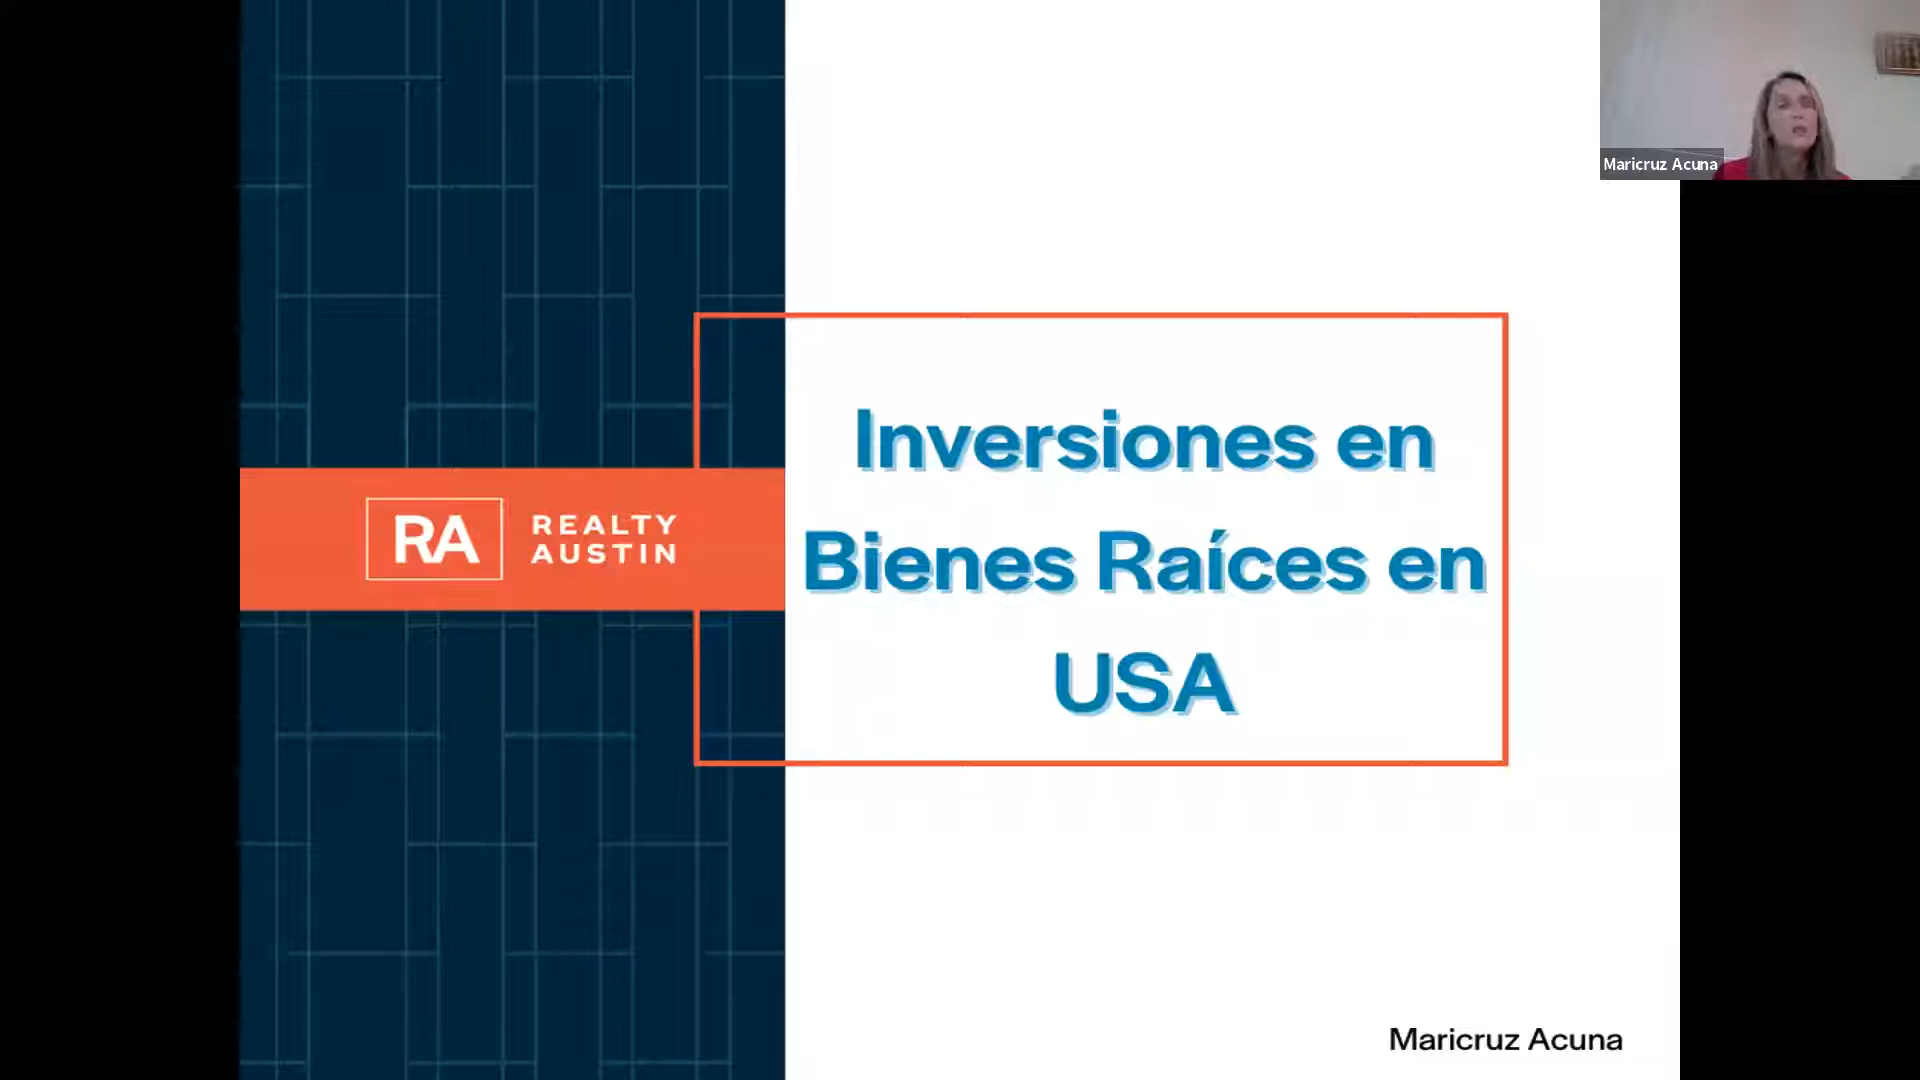 Maricruz Acuna
RA
REALTY
AUSTIN
Inversiones en
Bienes Raíces en
USA
Maricruz Acuna